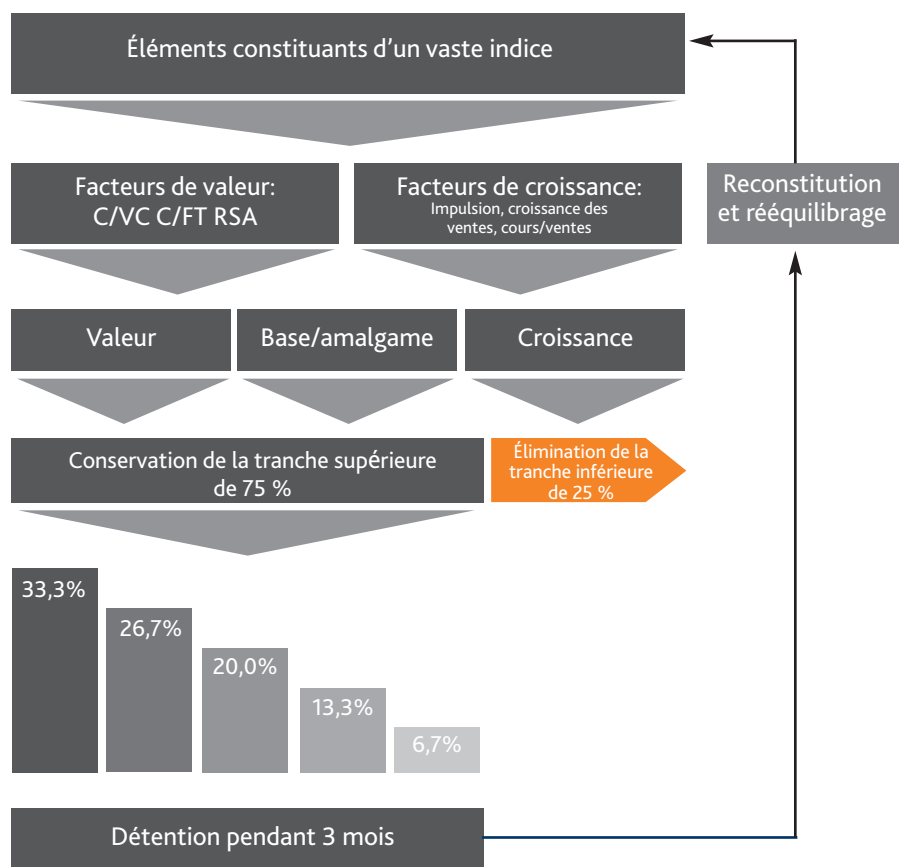 Éléments constituants d'un vaste indice
Facteurs de valeur:
C/VC C/FT RSA
Facteurs de croissance:
Impulsion, croissance des
ventes, cours/ventes
Reconstitution
et rééquilibrage
Valeur
Base/amalgame
Croissance
Conservation de la tranche supérieure
de 75 %
Élimination de la
tranche inférieure
de 25 %
33,3%
26,7%
20,0%
13,3%
6,7%
Détention pendant 3 mois